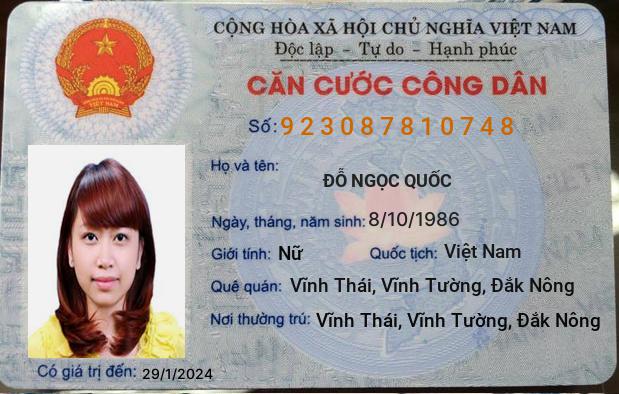 CỘNG HÒA XÃ HỘI CHỦ NGHĨA VIỆT NAM
Độc lập - Tự do - Hạnh phúc
CĂN CƯỚC CÔNG DÂN
Số: 923087810748
Họ và tên:
ĐỖ NGỌC QUỐC
Ngày, tháng, năm sinh: 8/10/1986
Giới tính: Nữ Quốc tịch: Việt Nam
Quê quán: Vĩnh Thái, Vĩnh Tường, Đắk Nông
Nơi thường trú: Vĩnh Thái, Vĩnh Tường, Đắk Nông
Có giá trị đến: 29/1/2024
VIỆT NAM